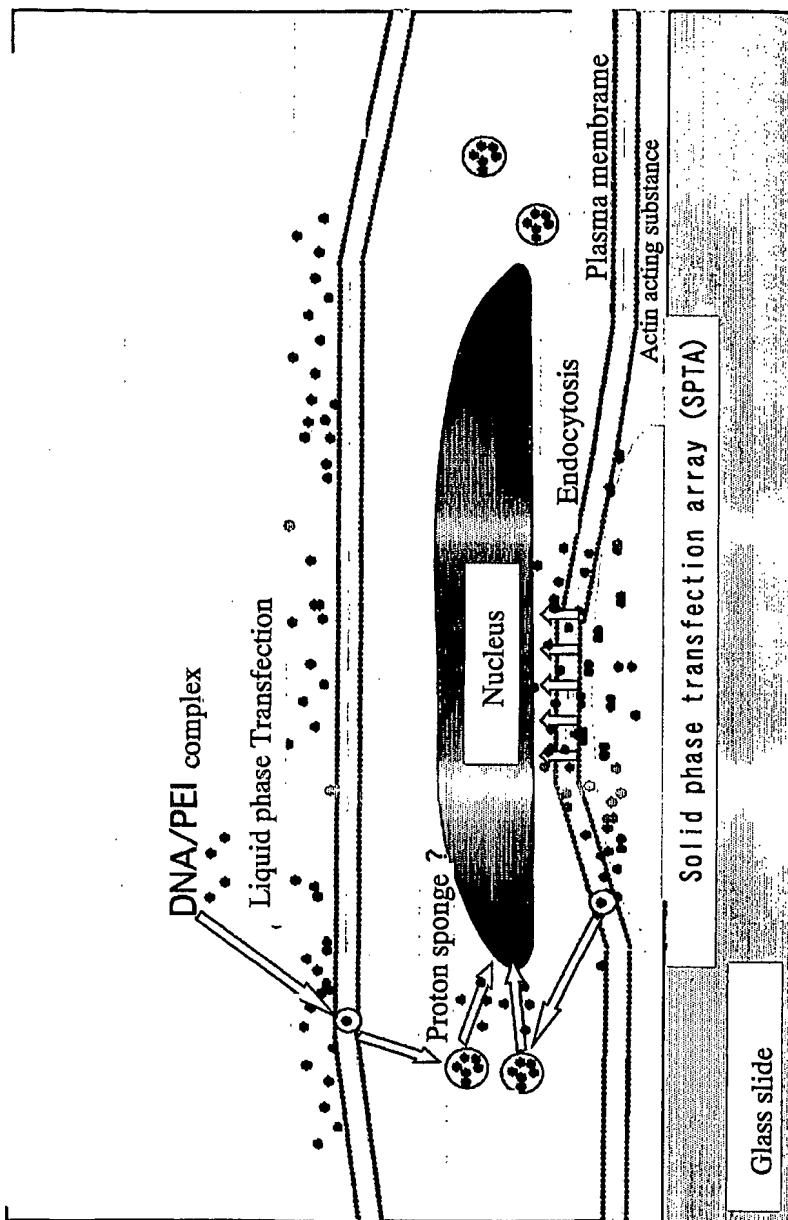 DNA/PEI complex
Liquid phase Transfection
Proton sponge ?
Nucleus
Endocytosis
Plasma membrame
Actin acting substance
Solid phase transfection array (SPTA)
Glass slide